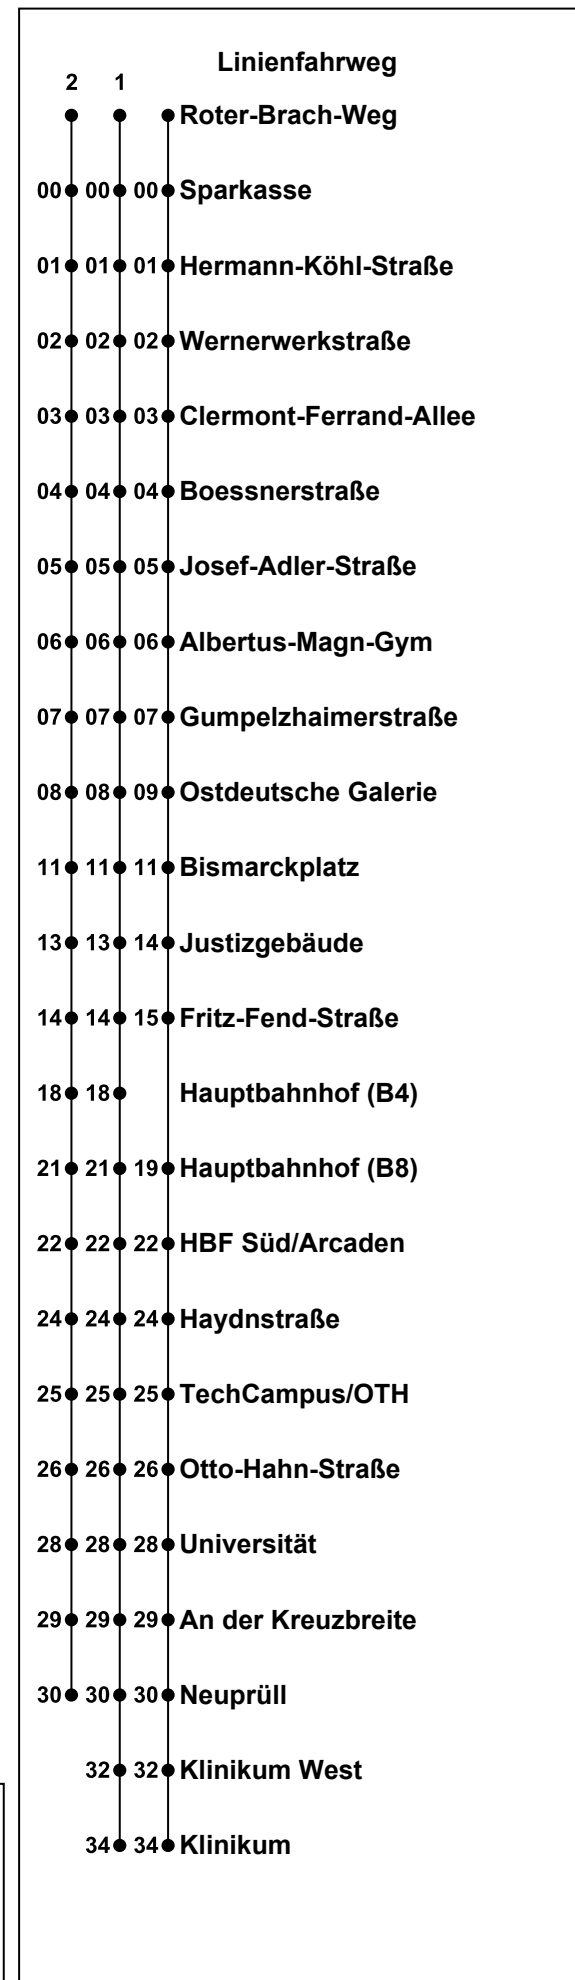 Linienfahrweg
2 1
Roter-Brach-Weg
00 00 00 Sparkasse
01 01 01 Hermann-Köhl-Straße
02 02 02 Wernerwerkstraße
03 03 03 Clermont-Ferrand-Allee
04 04 04 Boessnerstraße
05 05 05 Josef-Adler-Straße
06 06 06 Albertus-Magn-Gym
07 07 07 Gumpelzhaimerstraße
08 08 09 Ostdeutsche Galerie
11 11 11 Bismarckplatz
13 13 14 Justizgebäude
14 14 15 Fritz-Fend-Straße
18 18 Hauptbahnhof (B4)
21 21 19 Hauptbahnhof (B8)
22 22 22 HBF Süd/Arcaden
24 24 24 Haydnstraße
25 25 25 TechCampus/OTH
26 26 26 Otto-Hahn-Straße
28 28 28 Universität
29 29 29 An der Kreuzbreite
30 30 30 Neuprüll
32 32 Klinikum West
34 34 Klinikum